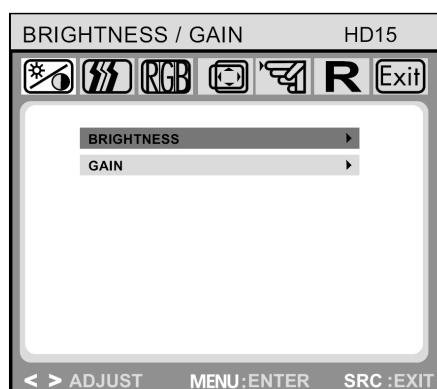 BRIGHTNESS / GAIN HD15
RGB R Exit
BRIGHTNESS
GAIN
< > ADJUST MENU:ENTER SRC :EXIT